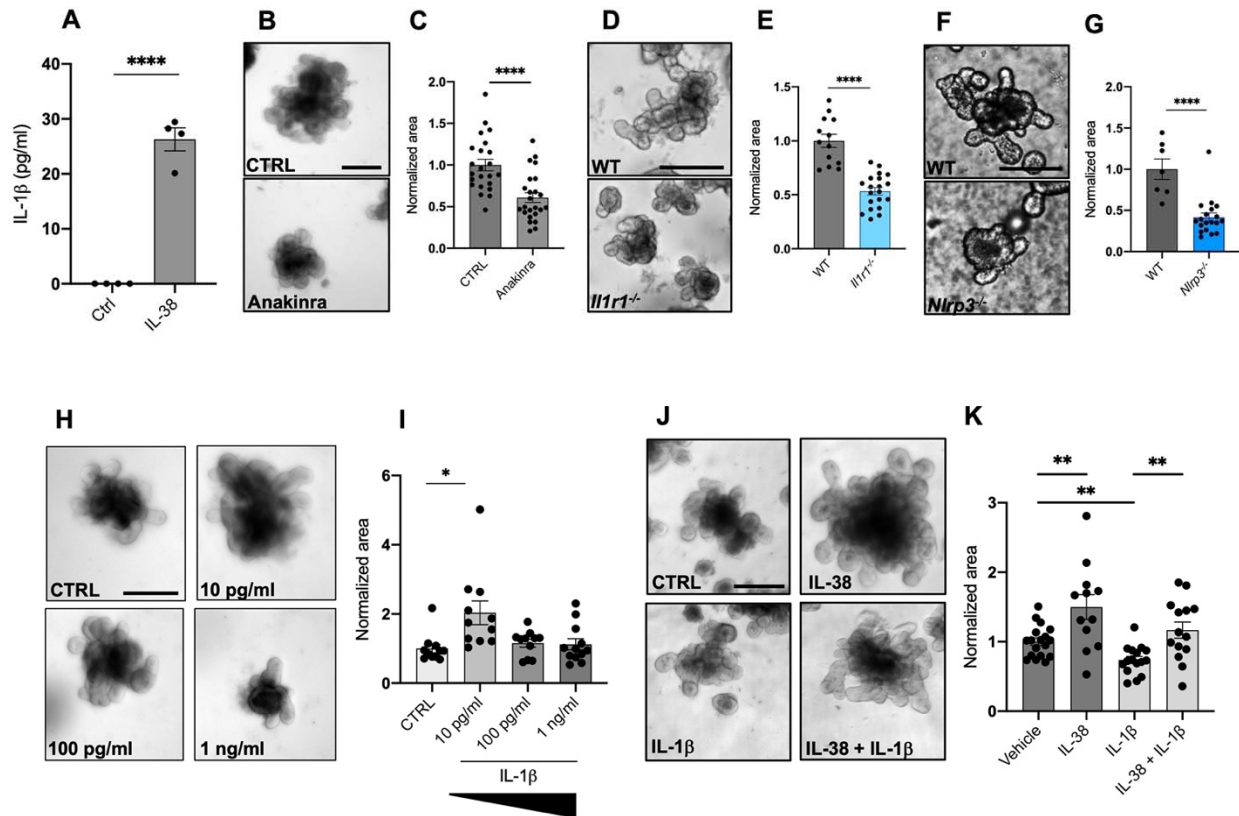 A
IL-1β (pg/ml)
40
30
20
10
0
****
Ctrl
IL-38
B
CTRL
Anakinra
C
Normalized area
2.0
1.5
1.0
0.5
0.0
****
CTRL
Anakinra
D
WT
Il1r1-/-
E
Normalized area
1.5
1.0
0.5
0.0
****
WT
Il1r1-/-
F
WT
Nlrp3-/-
G
Normalized area
2.0
1.5
1.0
0.5
0.0
****
WT
Nlrp3-/-
H
CTRL
10 pg/ml
100 pg/ml
1 ng/ml
I
Normalized area
6
4
2
0
*
CTRL
10 pg/ml
100 pg/ml
1 ng/ml
IL-1β
J
CTRL
IL-38
IL-1β
IL-38 + IL-1β
K
Normalized area
3
2
1
0
**
**
**
Vehicle
IL-38
IL-1β
IL-38 + IL-1β